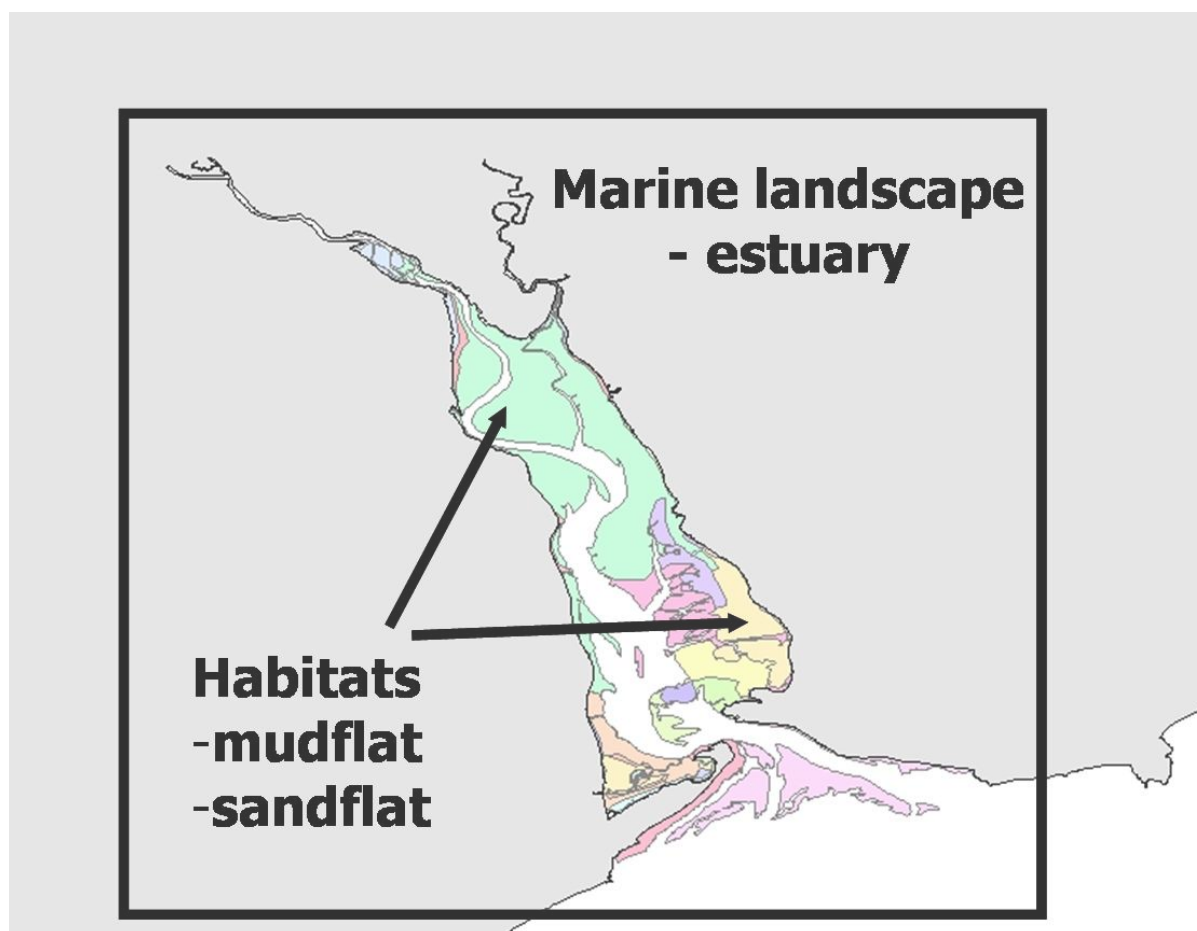 Marine landscape
- estuary
Habitats
-mudflat
-sandflat